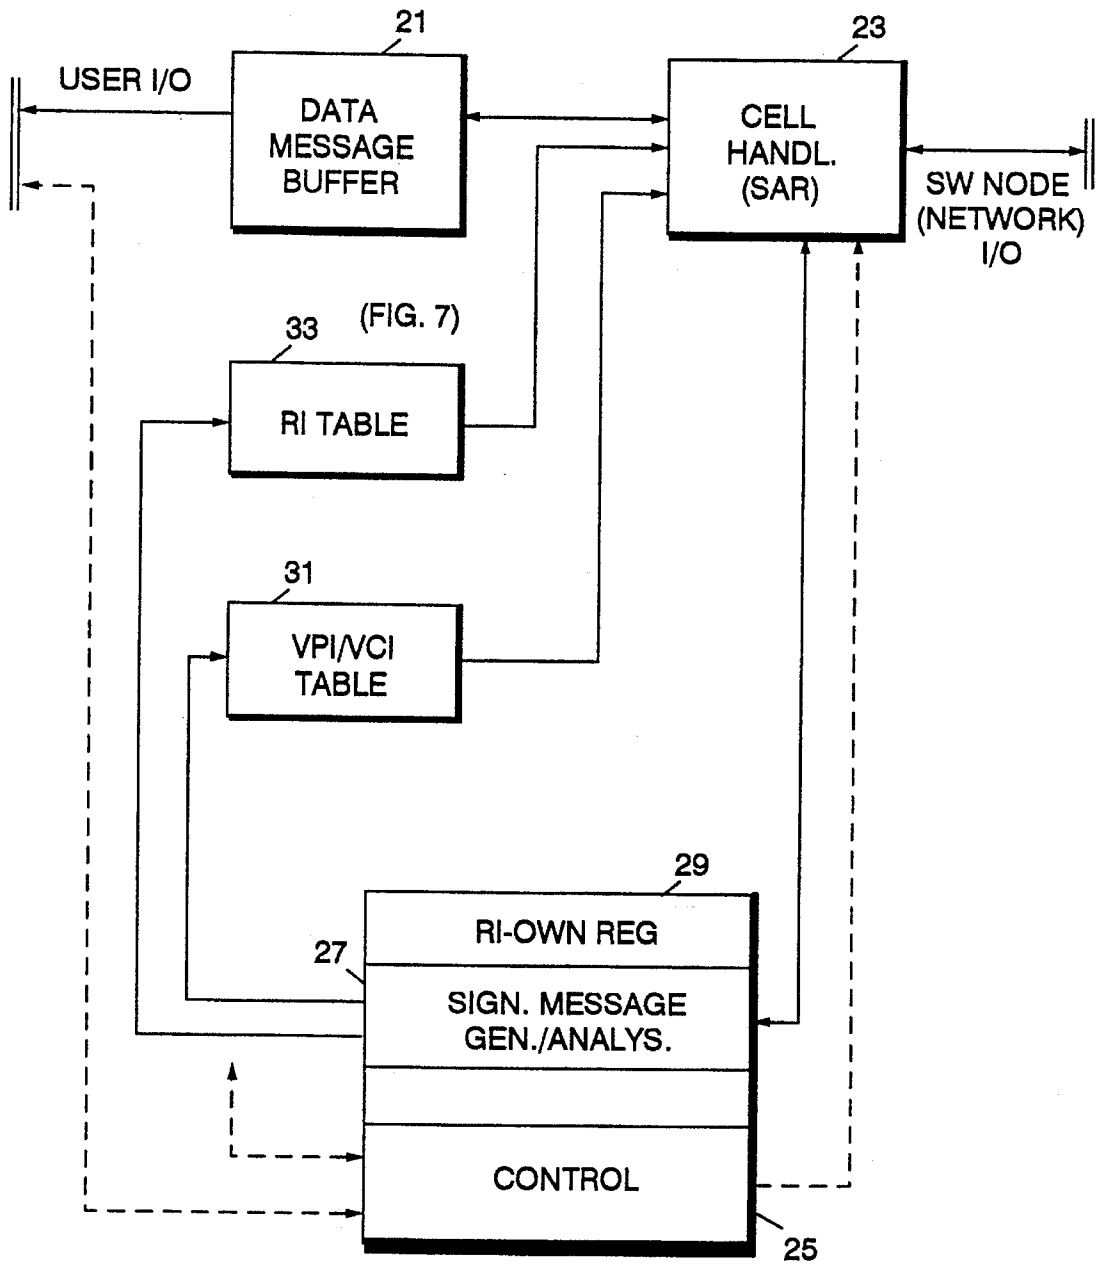 21
23
USER I/O
DATA
MESSAGE
BUFFER
CELL
HANDL.
(SAR)
SW NODE
(NETWORK)
I/O
(FIG. 7)
33
RI TABLE
31
VPI/VCI
TABLE
29
RI-OWN REG
27
SIGN. MESSAGE
GEN./ANALYS.
CONTROL
25